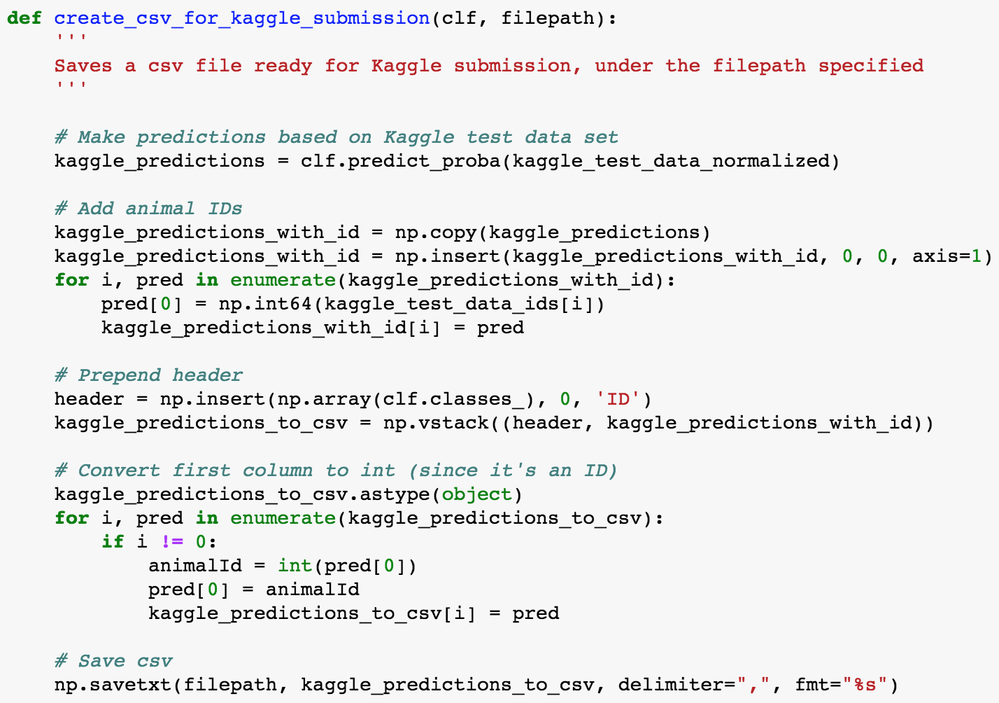 def create_csv_for_kaggle_submission(clf, filepath):
    '''
    Saves a csv file ready for Kaggle submission, under the filepath specified
    '''

    # Make predictions based on Kaggle test data set
    kaggle_predictions = clf.predict_proba(kaggle_test_data_normalized)

    # Add animal IDs
    kaggle_predictions_with_id = np.copy(kaggle_predictions)
    kaggle_predictions_with_id = np.insert(kaggle_predictions_with_id, 0, 0, axis=1)
    for i, pred in enumerate(kaggle_predictions_with_id):
        pred[0] = np.int64(kaggle_test_data_ids[i])
        kaggle_predictions_with_id[i] = pred

    # Prepend header
    header = np.insert(np.array(clf.classes_), 0, 'ID')
    kaggle_predictions_to_csv = np.vstack((header, kaggle_predictions_with_id))

    # Convert first column to int (since it's an ID)
    kaggle_predictions_to_csv.astype(object)
    for i, pred in enumerate(kaggle_predictions_to_csv):
        if i != 0:
            animalId = int(pred[0])
            pred[0] = animalId
            kaggle_predictions_to_csv[i] = pred

    # Save csv
    np.savetxt(filepath, kaggle_predictions_to_csv, delimiter=",", fmt="%s")